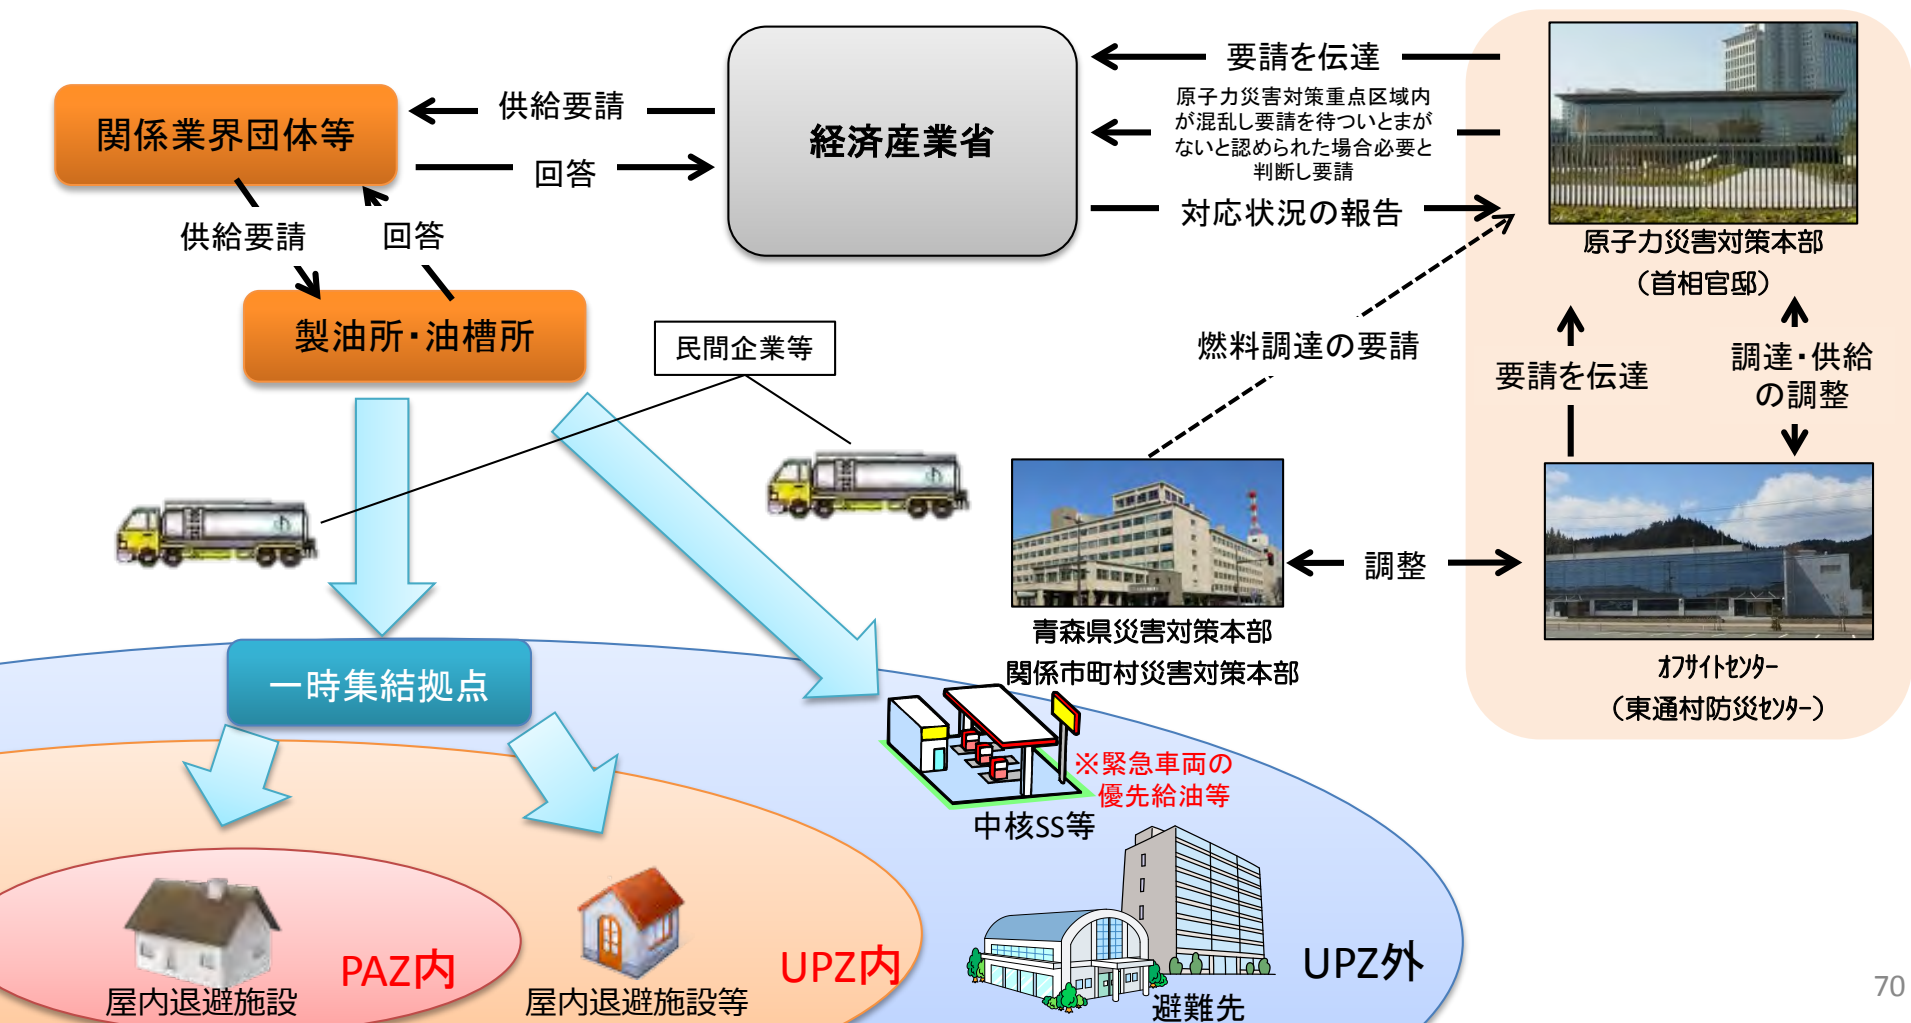 要請を伝達
原子力災害対策重点区域内
が混乱し要請を待ついとまが
ないと認められた場合必要と
判断し要請
対応状況の報告
経済産業省
供給要請
回答
関係業界団体等
供給要請
回答
製油所・油槽所
民間企業等
燃料調達の要請
原子力災害対策本部
（首相官邸）
要請を伝達
調達・供給
の調整
調整
青森県災害対策本部
関係市町村災害対策本部
ｵﾌｻｲﾄｾﾝﾀｰ
（東通村防災ｾﾝﾀｰ）
一時集結拠点
※緊急車両の
優先給油等
中核SS等
PAZ内
屋内退避施設
UPZ内
屋内退避施設等
UPZ外
避難先
70